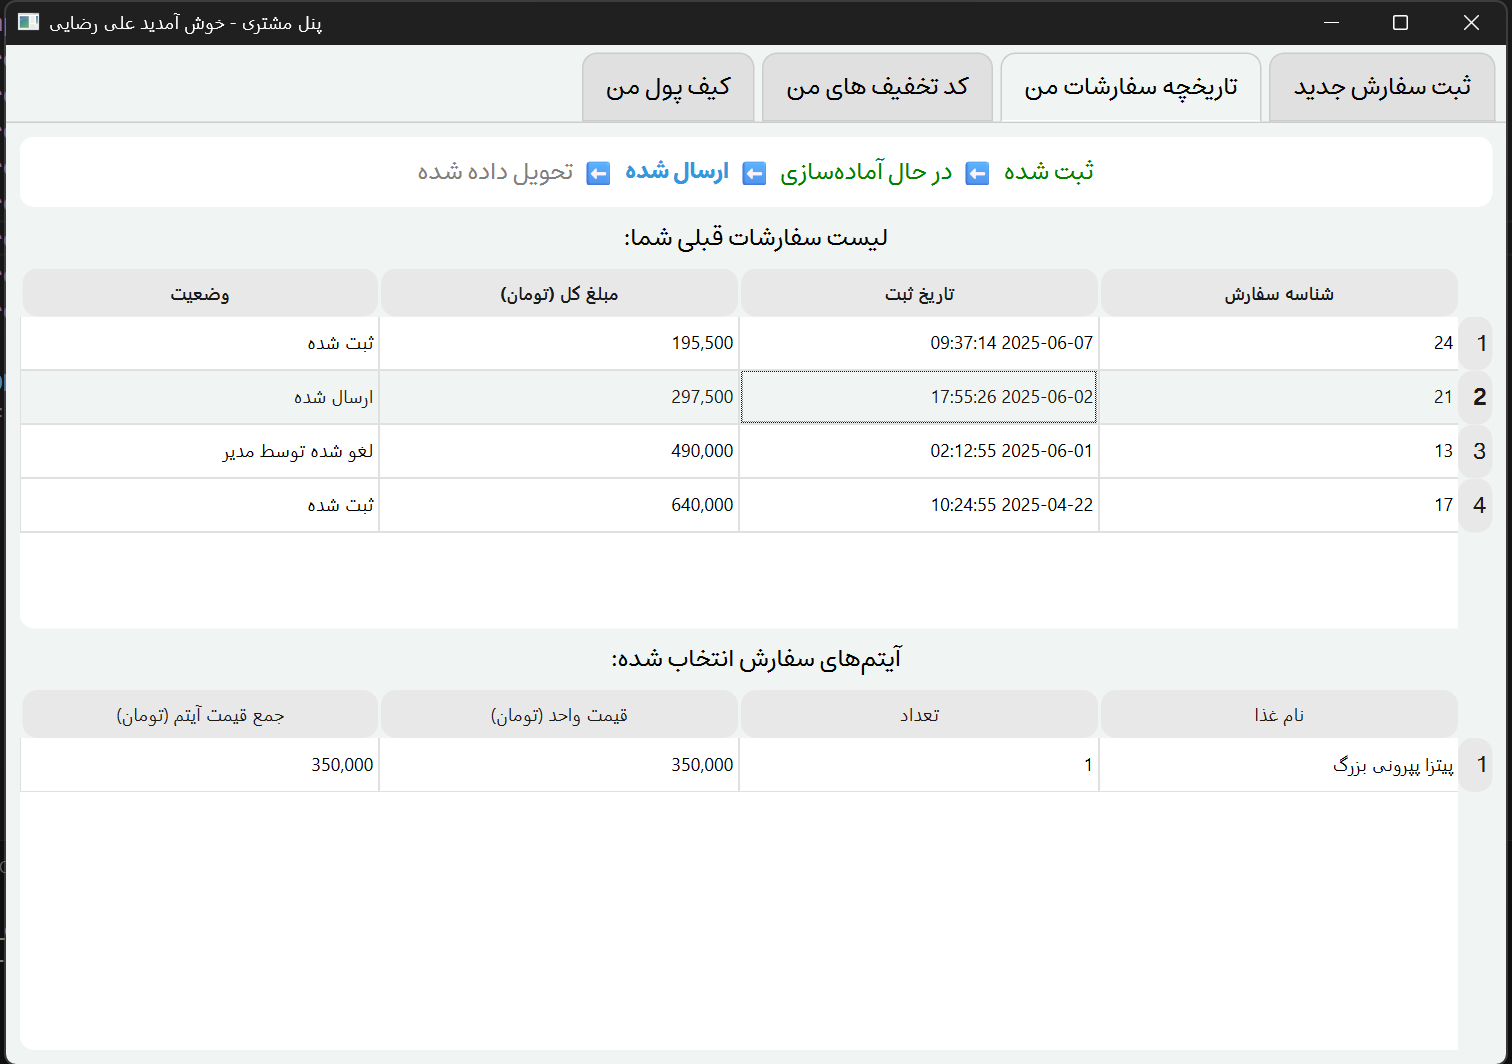 پنل مشتری - خوش آمدید علی رضایی
ثبت سفارش جدید
تاریخچه سفارشات من
کد تخفیف های من
کیف پول من
ثبت شده ⬅️ در حال آماده‌سازی ⬅️ ارسال شده ⬅️ تحویل داده شده
لیست سفارشات قبلی شما:
شناسه سفارش تاریخ ثبت مبلغ کل (تومان) وضعیت
1 24 2025-06-07 09:37:14 195,500 ثبت شده
2 21 2025-06-02 17:55:26 297,500 ارسال شده
3 13 2025-06-01 02:12:55 490,000 لغو شده توسط مدیر
4 17 2025-04-22 10:24:55 640,000 ثبت شده
آیتم‌های سفارش انتخاب شده:
نام غذا تعداد قیمت واحد (تومان) جمع قیمت آیتم (تومان)
1 پیتزا پپرونی بزرگ 1 350,000 350,000